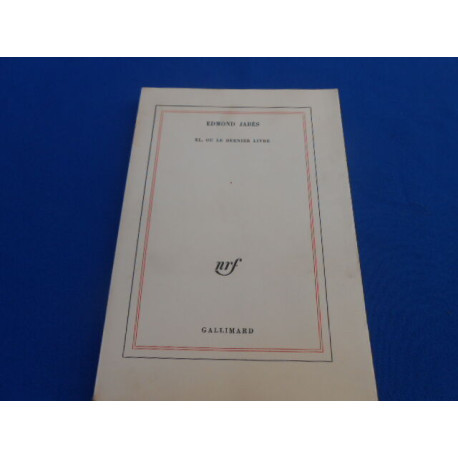 EDMOND JABÈS
EL, OU LE DERNIER LIVRE
nrf
GALLIMARD